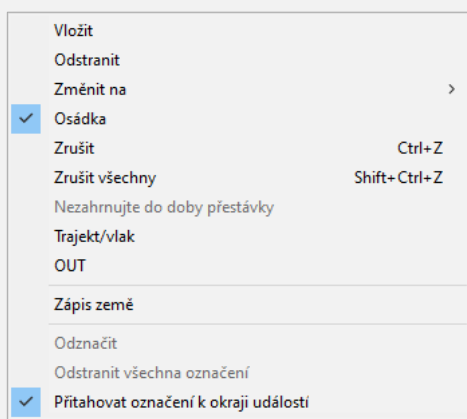 Vložit
Odstranit
Změnit na
Osádka
Zrušit Ctrl+Z
Zrušit všechny Shift+Ctrl+Z
Nezahrnujte do doby přestávky
Trajekt/vlak
OUT
Zápis země
Odznačit
Odstranit všechna označení
Přitahovat označení k okraji událostí